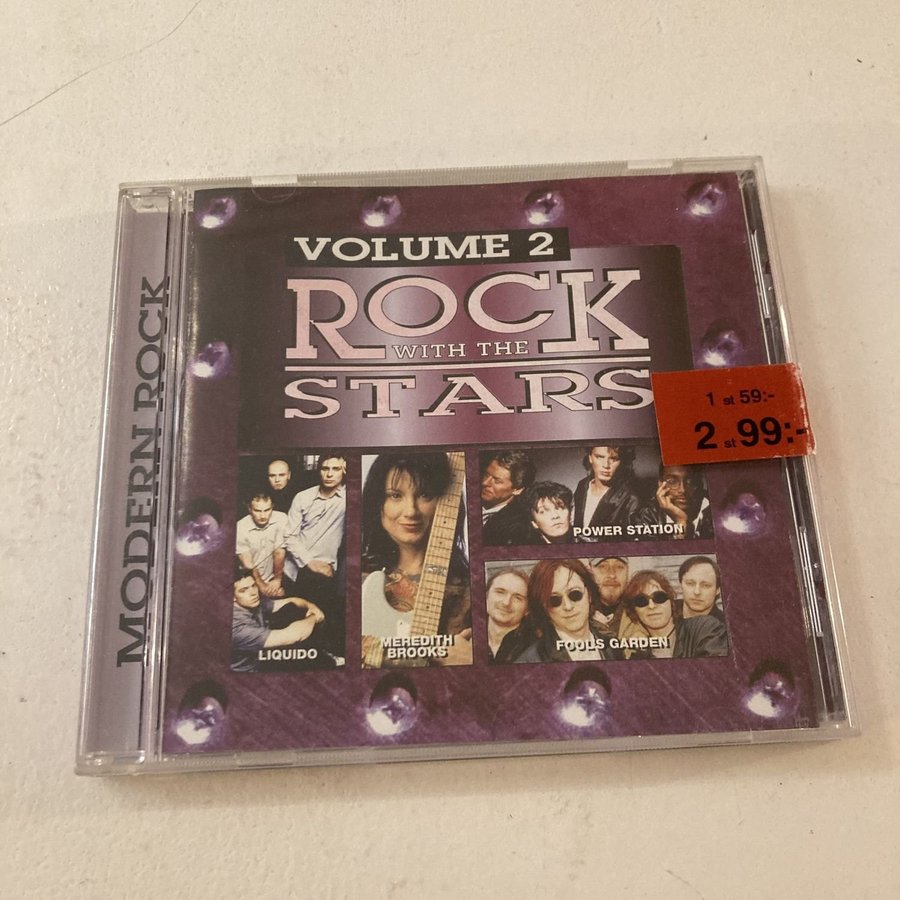 MODERN ROCK
VOLUME 2
ROCK
WITH THE
STARS
1 st 59:-
2 st 99:-
POWER STATION
LIQUIDO
MEREDITH
BROOKS
FOOLS GARDEN